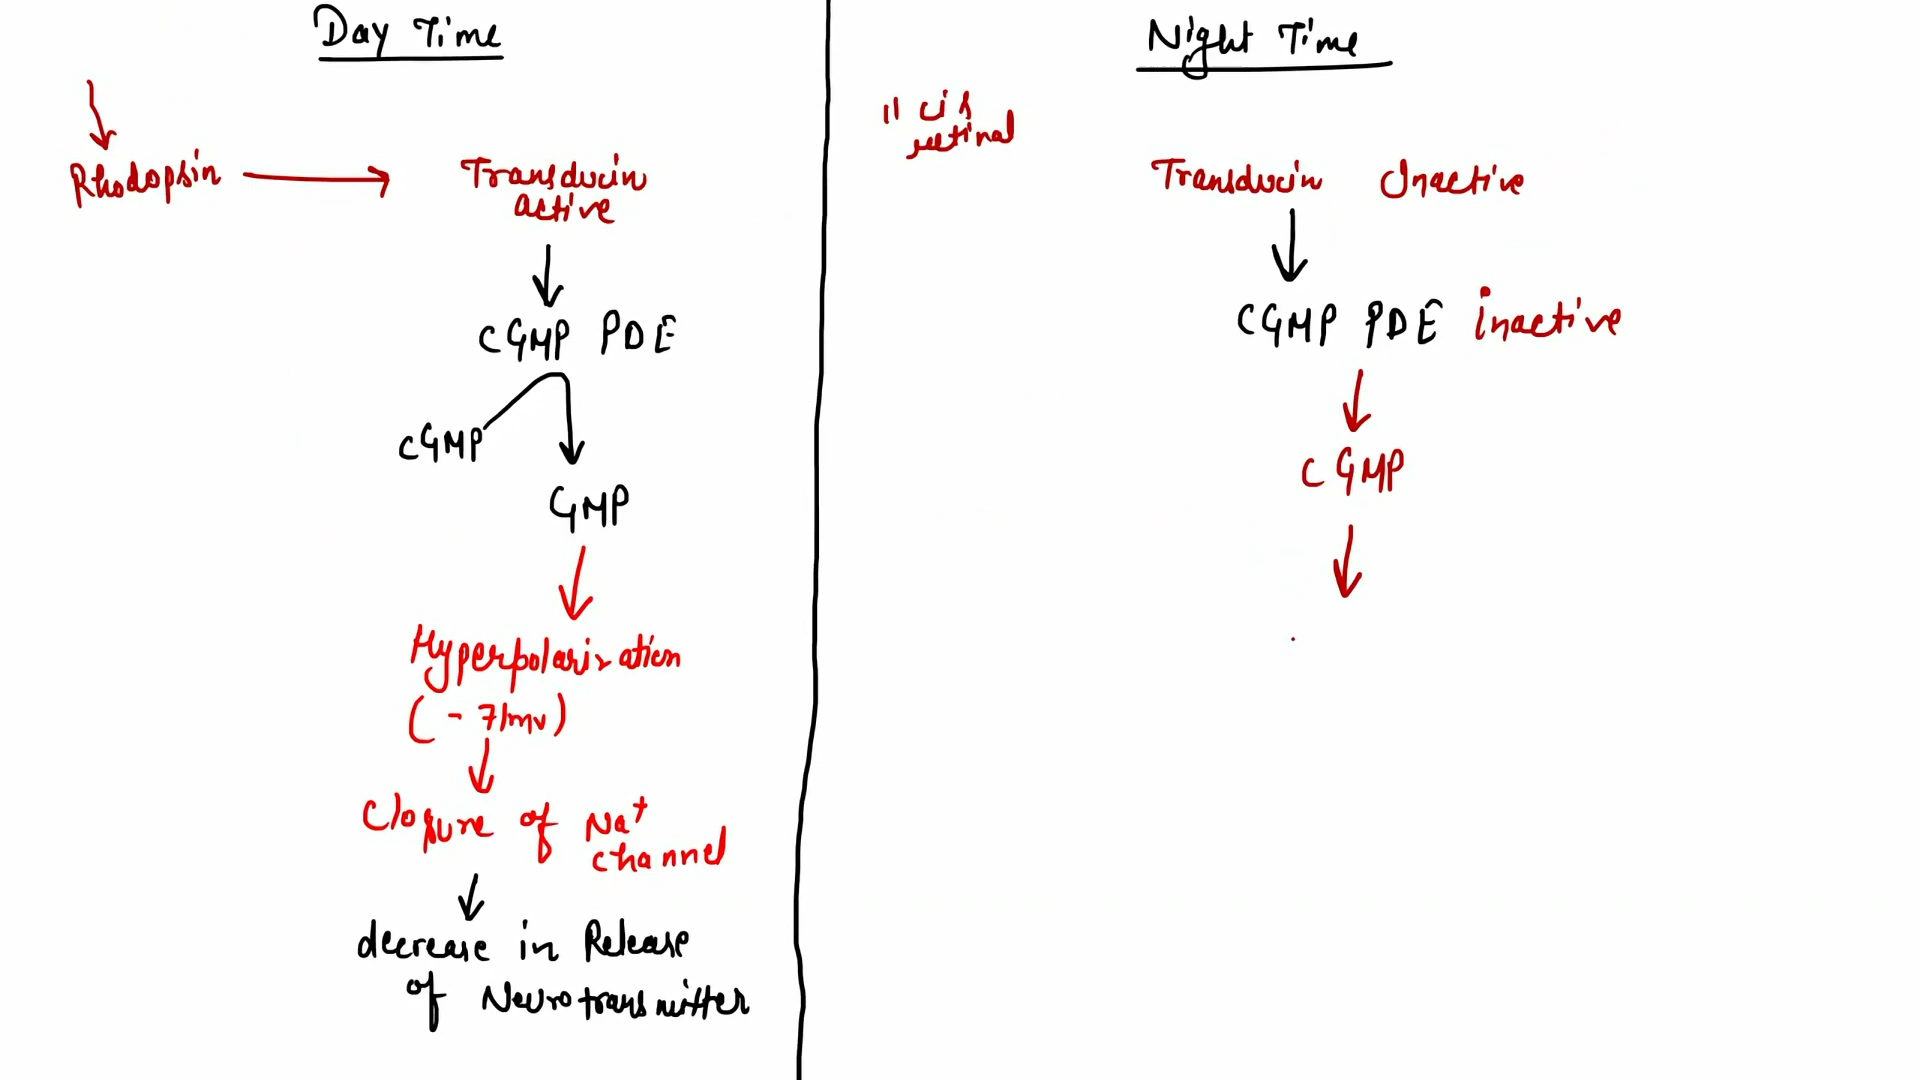 Day Time
Rhodopsin
Transducin
active
cGMP PDE
cGMP
GMP
Hyperpolarization
(-71mv)
Closure of Na+
channel
decrease in Release
of Neurotransmitter
Night Time
11 cis
retinal
Transducin Inactive
CGMP PDE inactive
cGMP